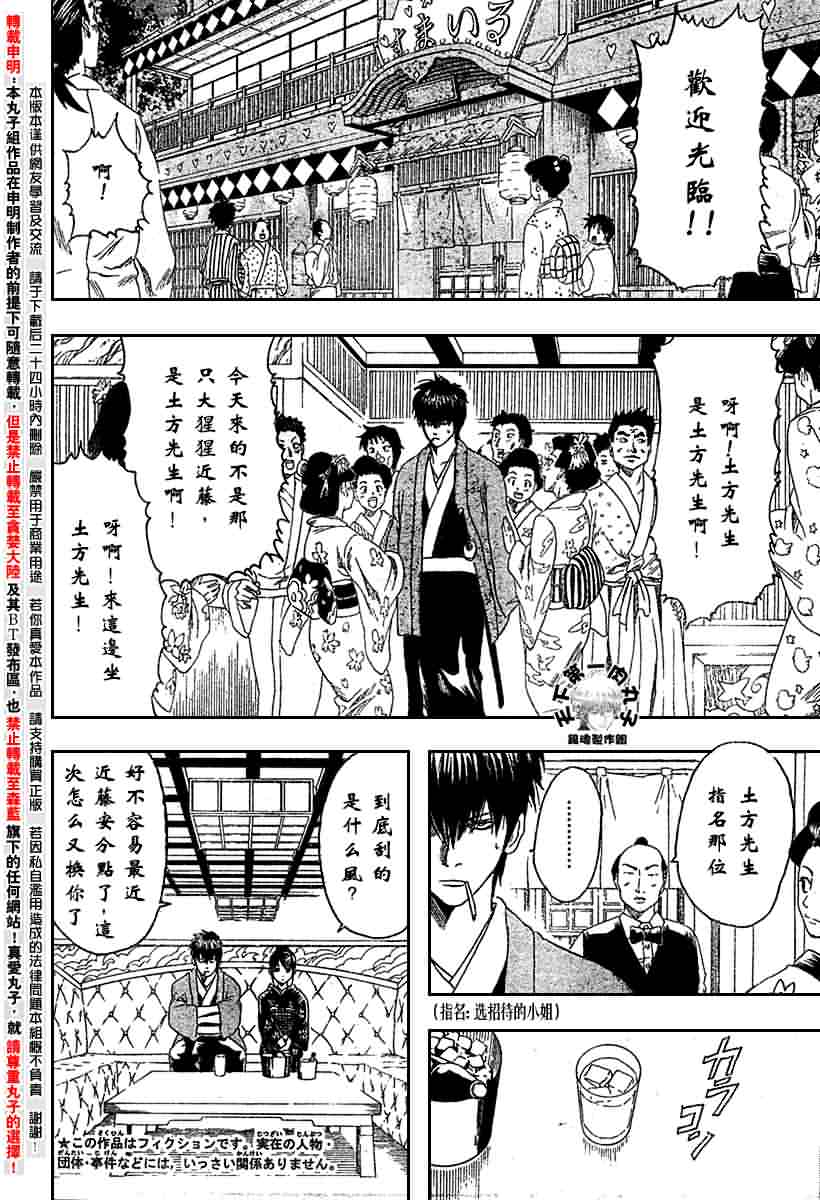 すまいる
歡迎光臨!!
啊!
呀啊!土方先生
是土方先生啊!
今天來的不是那
只大猩猩近藤，
是土方先生啊!
呀啊!來這邊坐
土方先生!
天下第一肉丸子
銀魂製作團
土方先生
指名那位
………
(指名:选招待的小姐)
カラコン
到底刮的
是什么風?
好不容易最近
近藤安分點了,這
次怎么又换你了
★この作品はフィクションです。実在の人物・
団体・事件などには、いっさい関係ありません。
轉載申明:本丸子組作品在申明制作者的前提下可隨意轉載．但是禁止轉載至貪婪大陸及其BT發布區．也禁止轉載至森藍旗下的任何網站!真愛丸子，就請尊重丸子的選擇!
本版本僅供網友學習及交流 請于下載后二十四小時內刪除 嚴禁用于商業用途 若你真愛本作品 請支持購買正版 若因私自濫用造成的法律問題本組概不負責 謝謝!